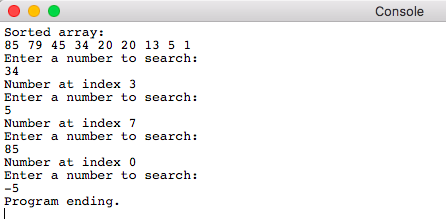 Console
Sorted array:
85 79 45 34 20 20 13 5 1
Enter a number to search:
34
Number at index 3
Enter a number to search:
5
Number at index 7
Enter a number to search:
85
Number at index 0
Enter a number to search:
-5
Program ending.